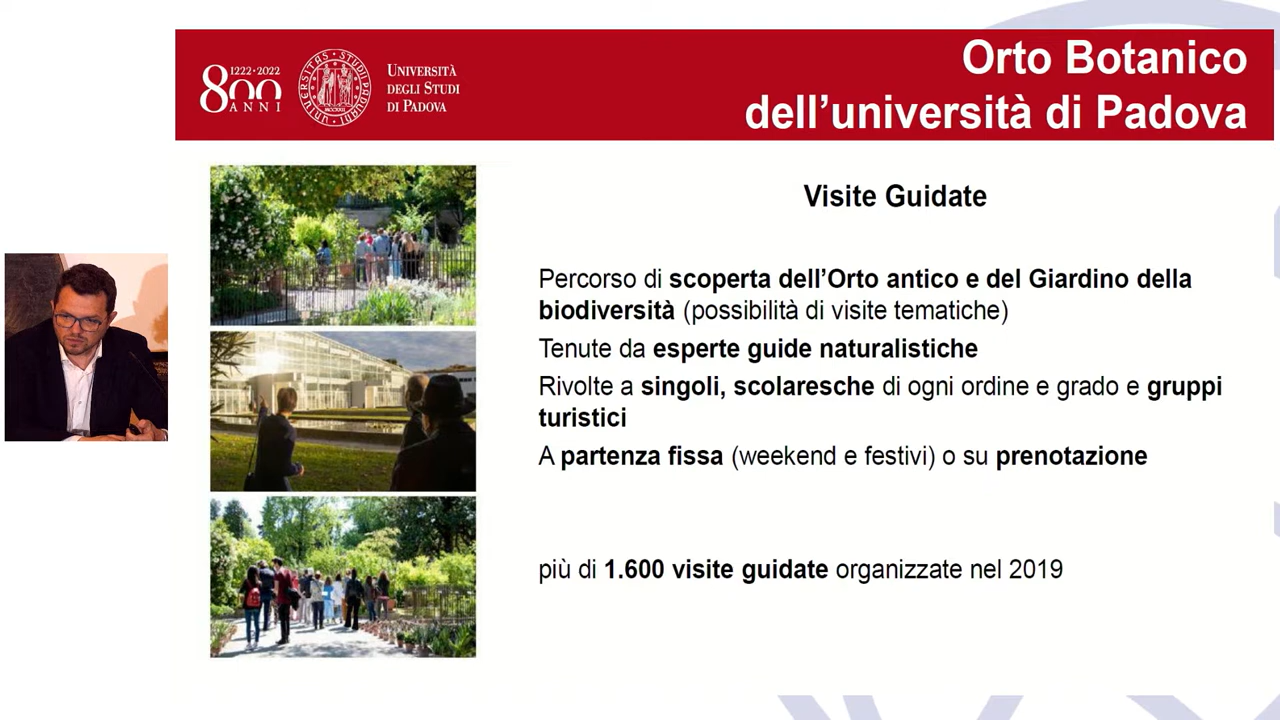 800
1222·2022
ANNI
UNIVERSITAS STUDII PADUANI
MCCXXII
UNIVERSITÀ
DEGLI STUDI
DI PADOVA
Orto Botanico
dell’università di Padova
Visite Guidate
Percorso di scoperta dell’Orto antico e del Giardino della
biodiversità (possibilità di visite tematiche)
Tenute da esperte guide naturalistiche
Rivolte a singoli, scolaresche di ogni ordine e grado e gruppi
turistici
A partenza fissa (weekend e festivi) o su prenotazione
più di 1.600 visite guidate organizzate nel 2019